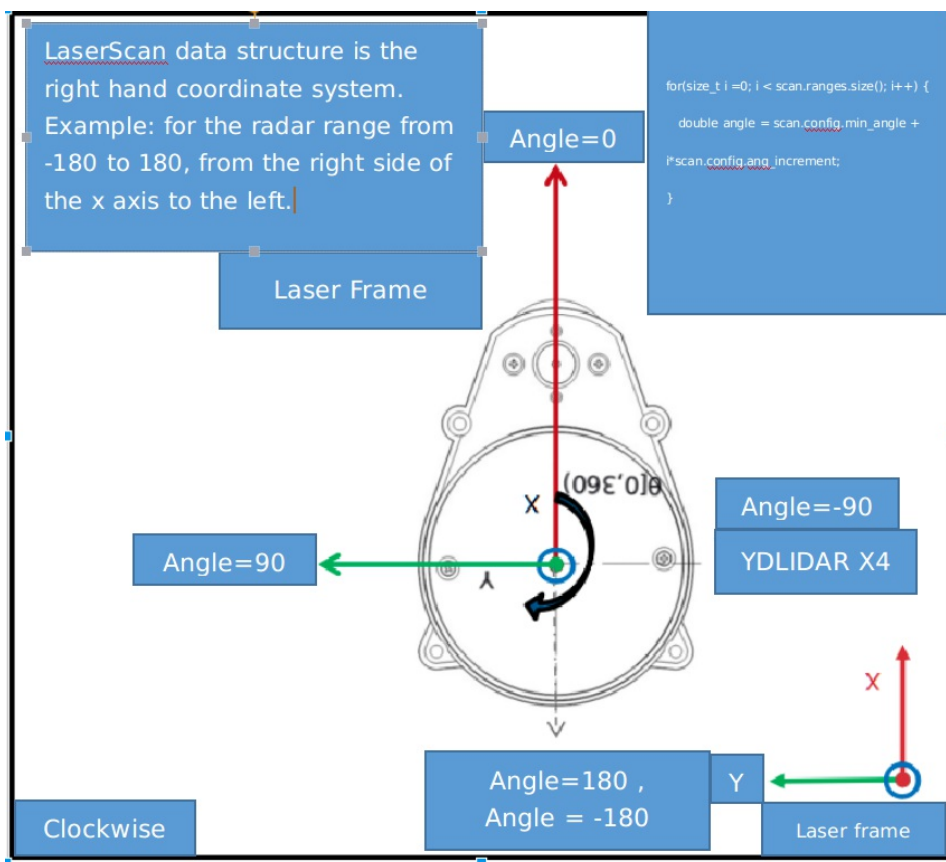 LaserScan data structure is the
right hand coordinate system.
Example: for the radar range from
-180 to 180, from the right side of
the x axis to the left.
for(size_t i =0; i < scan.ranges.size(); i++) {
double angle = scan.config.min_angle +
i*scan.config.ang_increment;
}
Angle=0
Laser Frame
θ[0,360)
X
Angle=-90
Angle=90
YDLIDAR X4
Y
X
Angle=180 ,
Angle = -180
Y
Clockwise
Laser frame